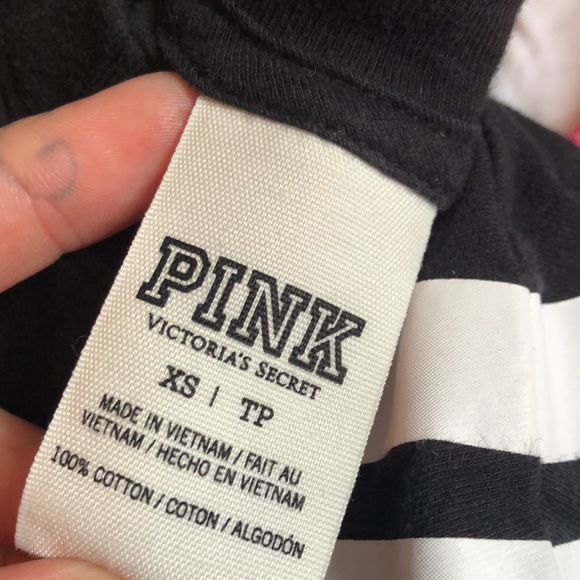 PINK
VICTORIA'S SECRET
XS | TP
MADE IN VIETNAM / FAIT AU
VIETNAM / HECHO EN VIETNAM
100% COTTON / COTON / ALGODÓN